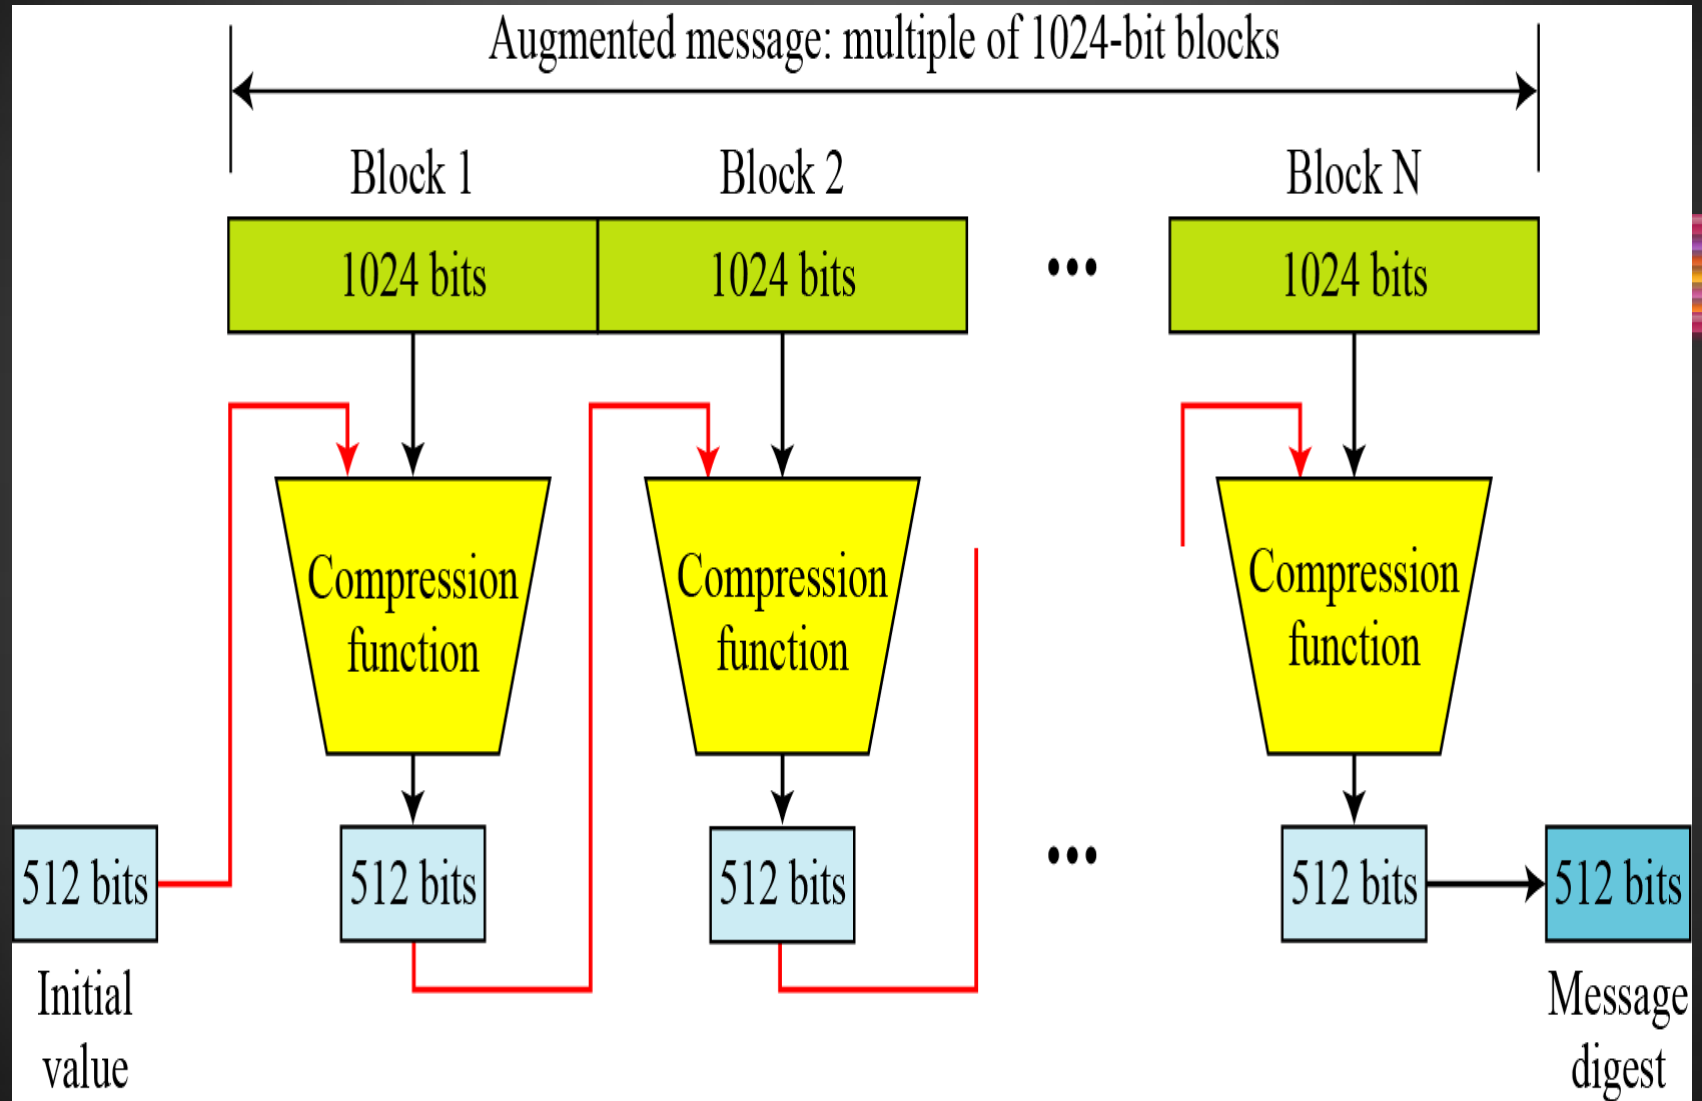 Augmented message: multiple of 1024-bit blocks
Block 1
Block 2
Block N
1024 bits
1024 bits
•••
1024 bits
Compression
function
Compression
function
Compression
function
512 bits
512 bits
512 bits
•••
512 bits
512 bits
Initial
value
Message
digest